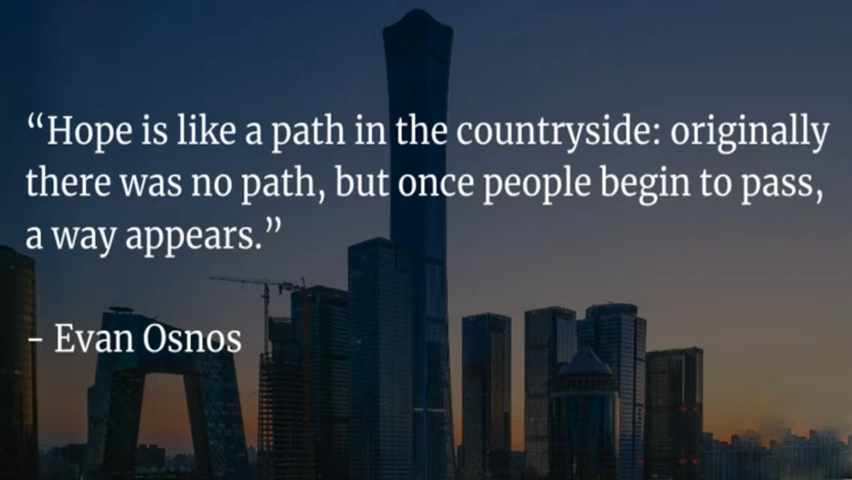 “Hope is like a path in the countryside: originally
there was no path, but once people begin to pass,
a way appears.”
- Evan Osnos